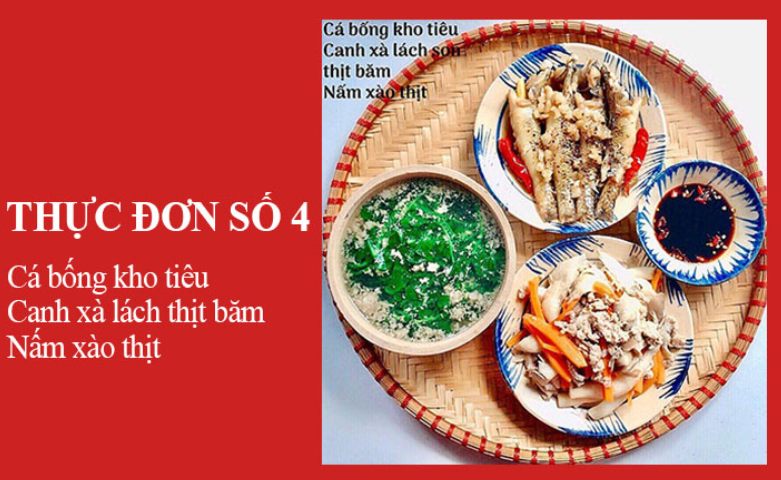 THỰC ĐƠN SỐ 4
Cá bống kho tiêu
Canh xà lách thịt băm
Nấm xào thịt
Cá bống kho tiêu
Canh xà lách son
thịt băm
Nấm xào thịt